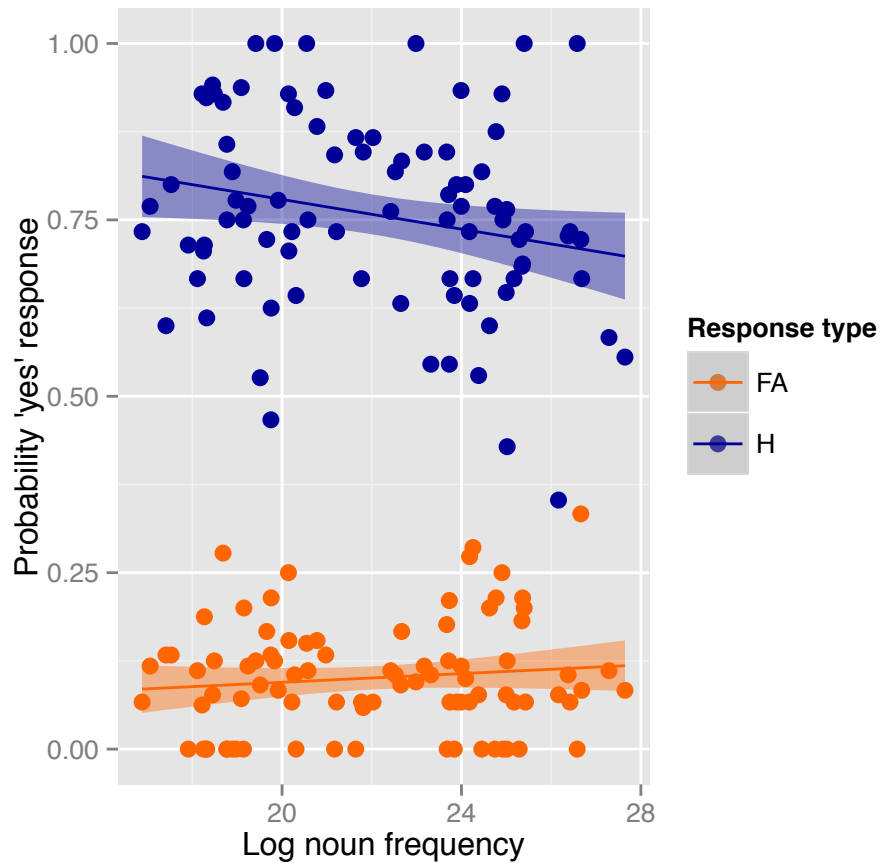 1.00
0.75
0.50
0.25
0.00
Probability 'yes' response
20
24
28
Log noun frequency
Response type
FA
H